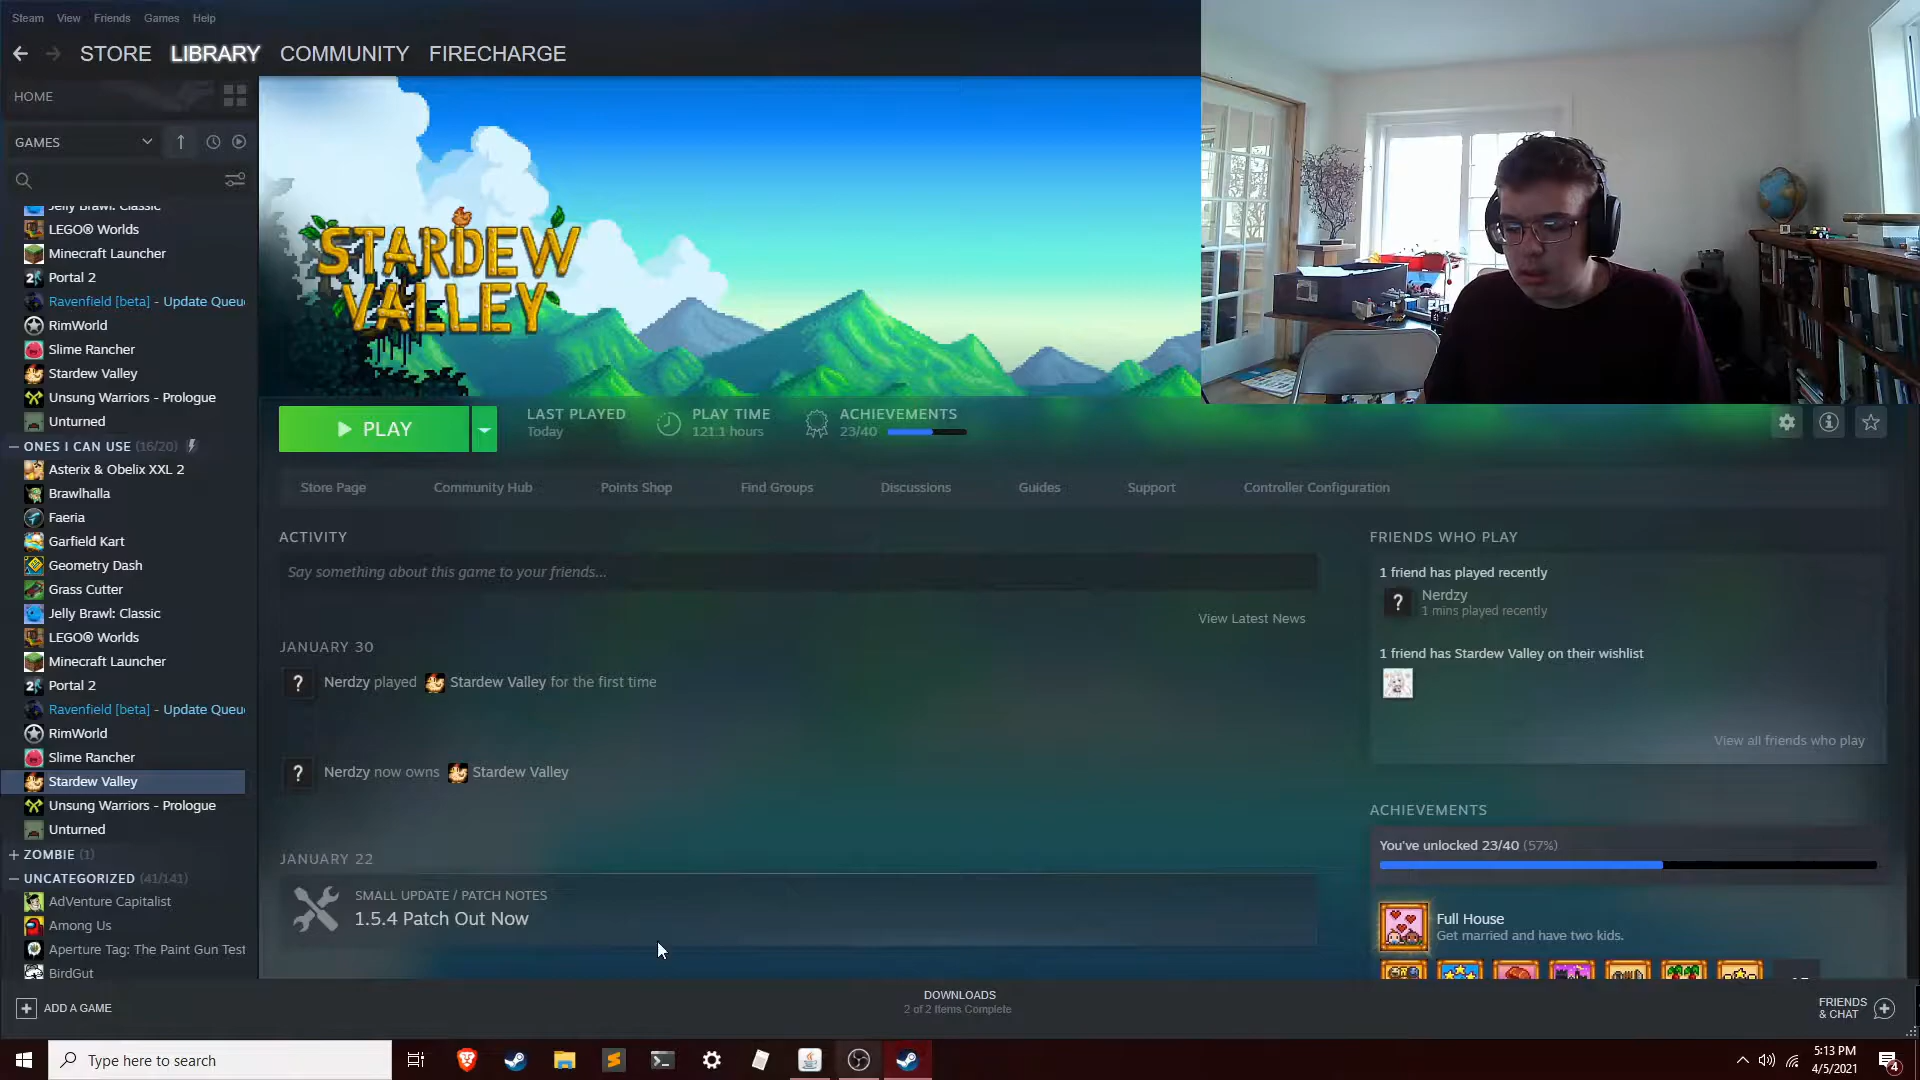 Steam View Friends Games Help
STORE LIBRARY COMMUNITY FIRECHARGE
HOME
GAMES
Jelly Brawl: Classic
LEGO® Worlds
Minecraft Launcher
Portal 2
Ravenfield [beta] - Update Queu
RimWorld
Slime Rancher
Stardew Valley
Unsung Warriors - Prologue
Unturned
ONES I CAN USE (16/20)
Asterix & Obelix XXL 2
Brawlhalla
Faeria
Garfield Kart
Geometry Dash
Grass Cutter
Jelly Brawl: Classic
LEGO® Worlds
Minecraft Launcher
Portal 2
Ravenfield [beta] - Update Queu
RimWorld
Slime Rancher
Stardew Valley
Unsung Warriors - Prologue
Unturned
ZOMBIE (1)
UNCATEGORIZED (41/141)
AdVenture Capitalist
Among Us
Aperture Tag: The Paint Gun Test
BirdGut
ADD A GAME
STARDEW
VALLEY
PLAY
LAST PLAYED
Today
PLAY TIME
121.1 hours
ACHIEVEMENTS
23/40
Store Page Community Hub Points Shop Find Groups Discussions Guides Support Controller Configuration
ACTIVITY
Say something about this game to your friends...
View Latest News
JANUARY 30
Nerdzy played Stardew Valley for the first time
Nerdzy now owns Stardew Valley
JANUARY 22
SMALL UPDATE / PATCH NOTES
1.5.4 Patch Out Now
FRIENDS WHO PLAY
1 friend has played recently
Nerdzy
1 mins played recently
1 friend has Stardew Valley on their wishlist
View all friends who play
ACHIEVEMENTS
You've unlocked 23/40 (57%)
Full House
Get married and have two kids.
DOWNLOADS
2 of 2 Items Complete
FRIENDS
& CHAT
Type here to search
5:13 PM
4/5/2021
4